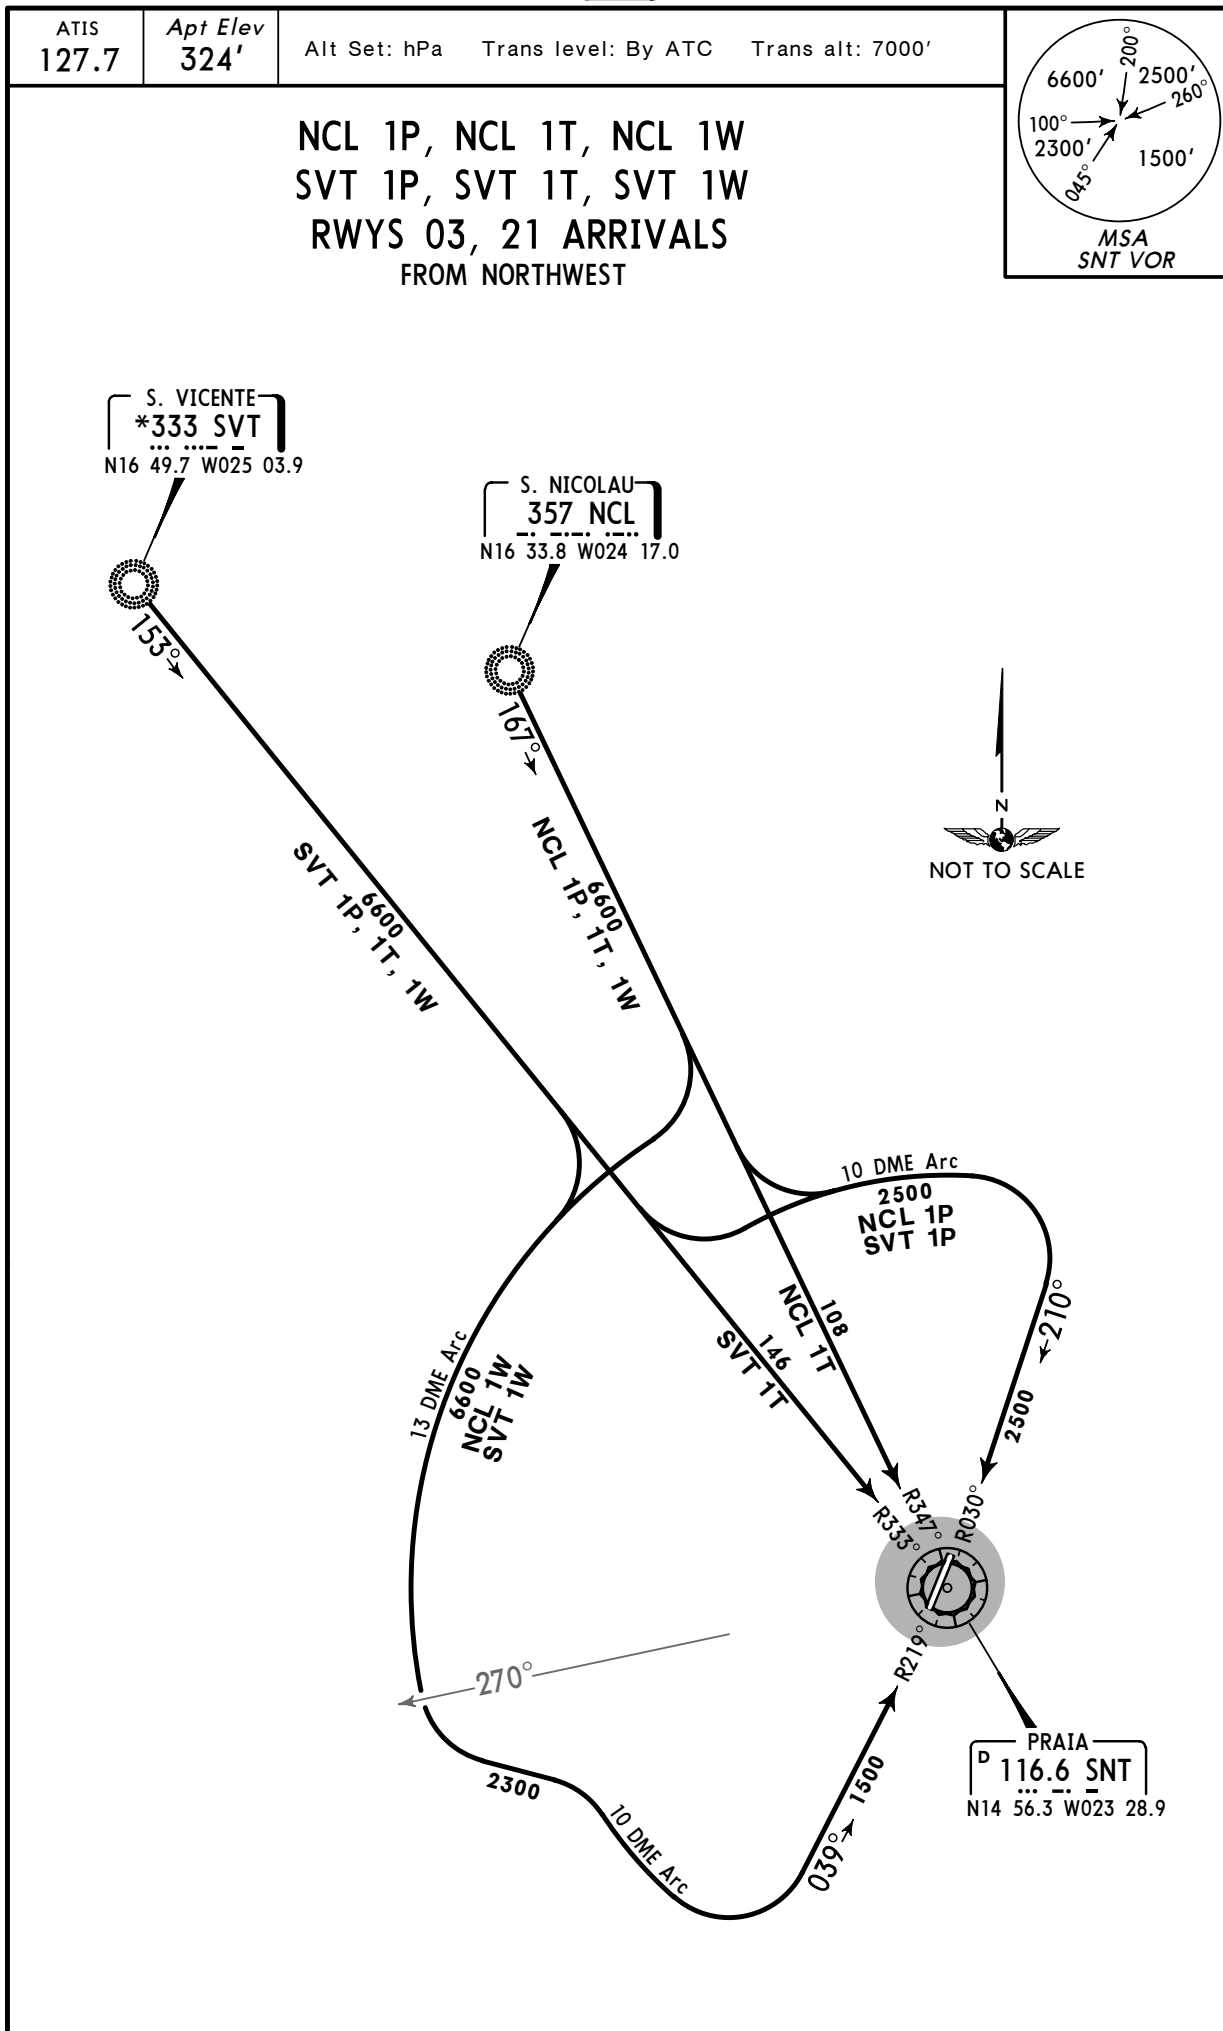 ATIS
127.7
Apt Elev
324'
Alt Set: hPa Trans level: By ATC Trans alt: 7000'
200°
6600'
2500'
260°
100°
2300'
1500'
045°
MSA
SNT VOR
NCL 1P, NCL 1T, NCL 1W
SVT 1P, SVT 1T, SVT 1W
RWYS 03, 21 ARRIVALS
FROM NORTHWEST
S. VICENTE
*333 SVT
N16 49.7 W025 03.9
S. NICOLAU
357 NCL
N16 33.8 W024 17.0
153°
167°
N
NOT TO SCALE
6600
SVT 1P, 1T, 1W
6600
NCL 1P, 1T, 1W
10 DME Arc
2500
NCL 1P
SVT 1P
210°
2500
108
NCL 1T
146
SVT 1T
13 DME Arc
6600
NCL 1W
SVT 1W
R333°
R347°
R030°
R219°
270°
PRAIA
D 116.6 SNT
N14 56.3 W023 28.9
2300
10 DME Arc
039°
1500